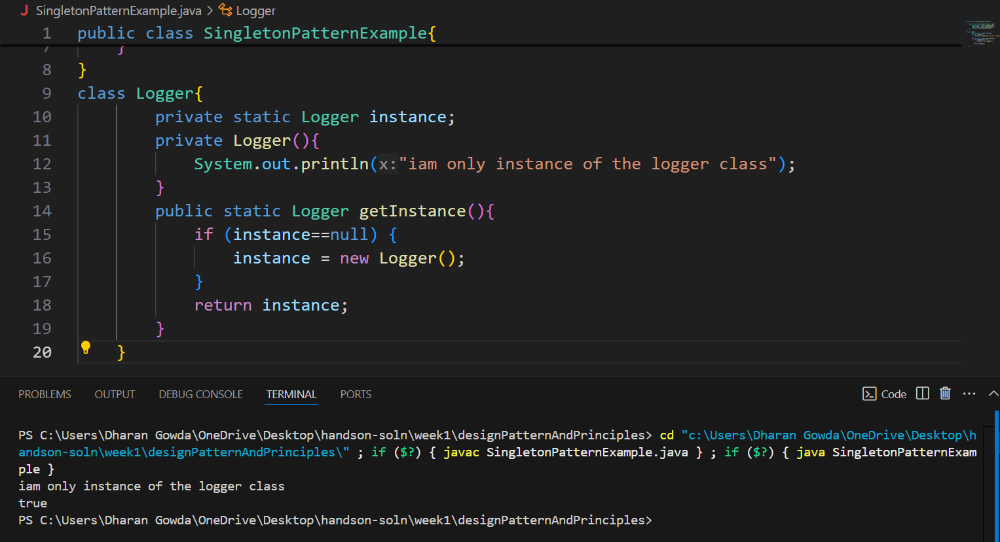 SingletonPatternExample.java > Logger
1 public class SingletonPatternExample{
7 }
8 }
9 class Logger{
10 private static Logger instance;
11 private Logger(){
12 System.out.println(x:"iam only instance of the logger class");
13 }
14 public static Logger getInstance(){
15 if (instance==null) {
16 instance = new Logger();
17 }
18 return instance;
19 }
20 }
PROBLEMS OUTPUT DEBUG CONSOLE TERMINAL PORTS Code
PS C:\Users\Dharan Gowda\OneDrive\Desktop\handson-soln\week1\designPatternAndPrinciples> cd "c:\Users\Dharan Gowda\OneDrive\Desktop\h
andson-soln\week1\designPatternAndPrinciples\" ; if ($?) { javac SingletonPatternExample.java } ; if ($?) { java SingletonPatternExam
ple }
iam only instance of the logger class
true
PS C:\Users\Dharan Gowda\OneDrive\Desktop\handson-soln\week1\designPatternAndPrinciples>